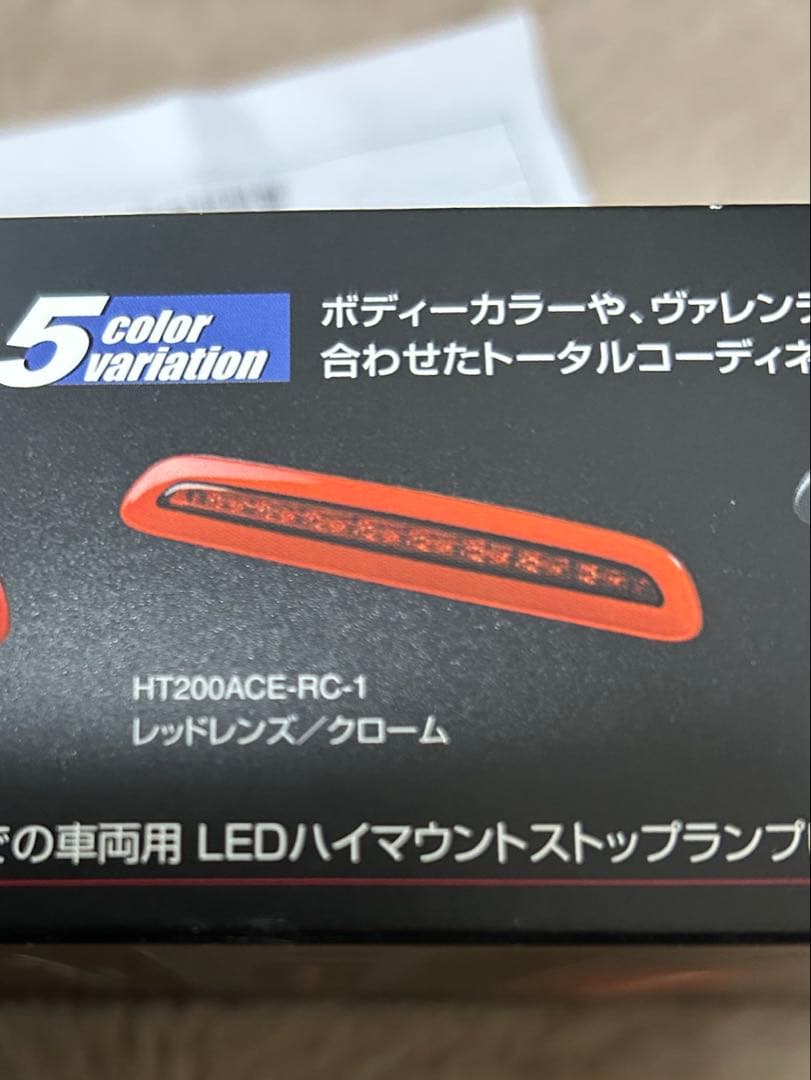 5 color
variation
ボディーカラーや、ヴァレン
合わせたトータルコーディネ
HT200ACE-RC-1
レッドレンズ／クローム
の車両用 LEDハイマウントストップランプ